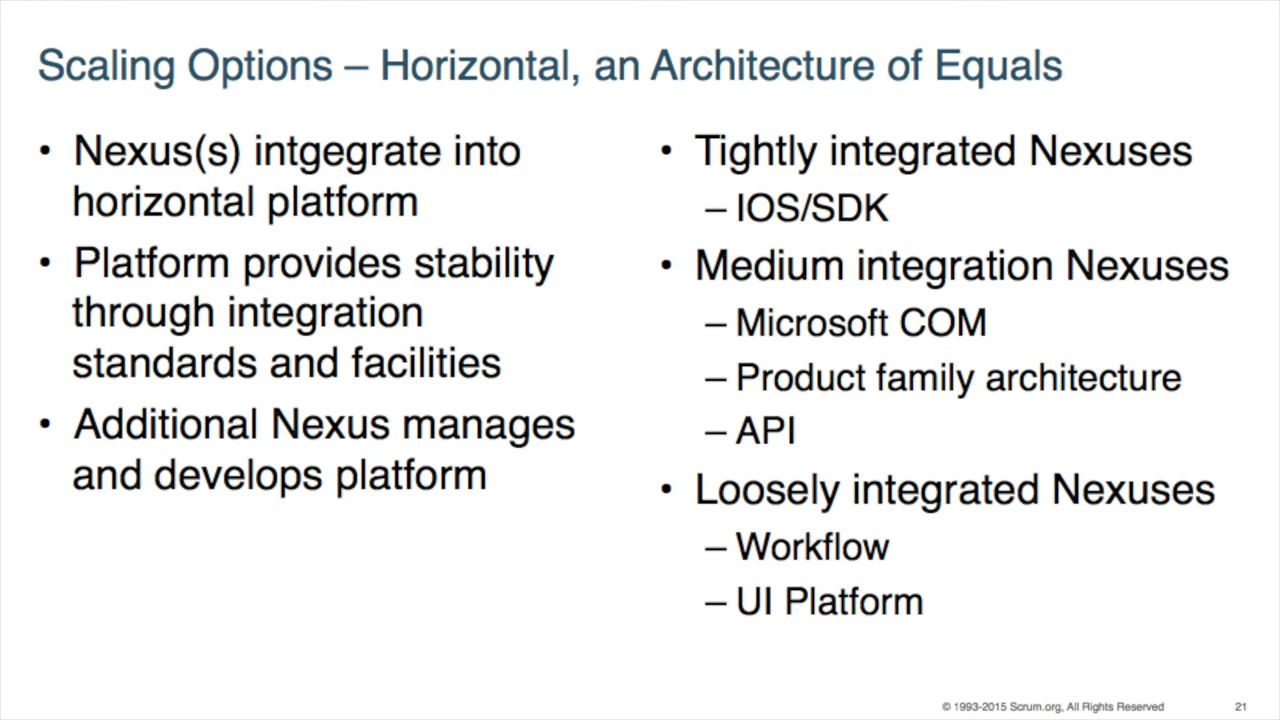 Scaling Options – Horizontal, an Architecture of Equals
• Nexus(s) intgegrate into
horizontal platform
• Platform provides stability
through integration
standards and facilities
• Additional Nexus manages
and develops platform
• Tightly integrated Nexuses
– IOS/SDK
• Medium integration Nexuses
– Microsoft COM
– Product family architecture
– API
• Loosely integrated Nexuses
– Workflow
– UI Platform
© 1993-2015 Scrum.org, All Rights Reserved
21